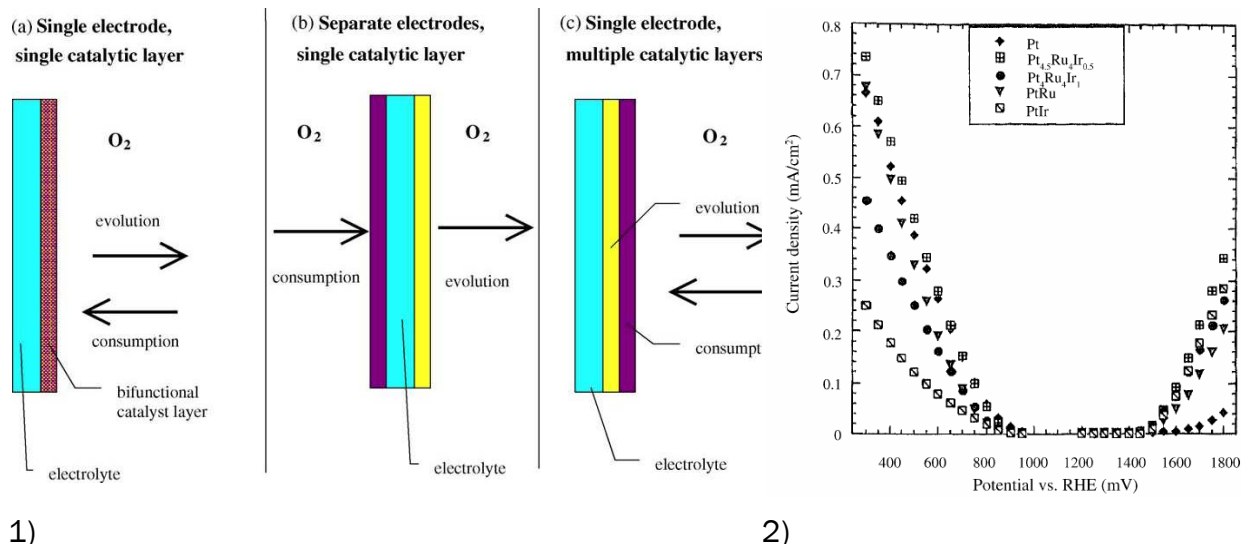 (a) Single electrode,
single catalytic layer
O2
evolution
consumption
bifunctional
catalyst layer
electrolyte
(b) Separate electrodes,
single catalytic layer
O2
O2
consumption
evolution
electrolyte
(c) Single electrode,
multiple catalytic layers
O2
evolution
consumpt
electrolyte
1)
Current density (mA/cm²)
0.8
0.7
0.6
0.5
0.4
0.3
0.2
0.1
0
Pt
Pt4.5Ru4Ir0.5
Pt4Ru4Ir1
PtRu
PtIr
400 600 800 1000 1200 1400 1600 1800
Potential vs. RHE (mV)
2)